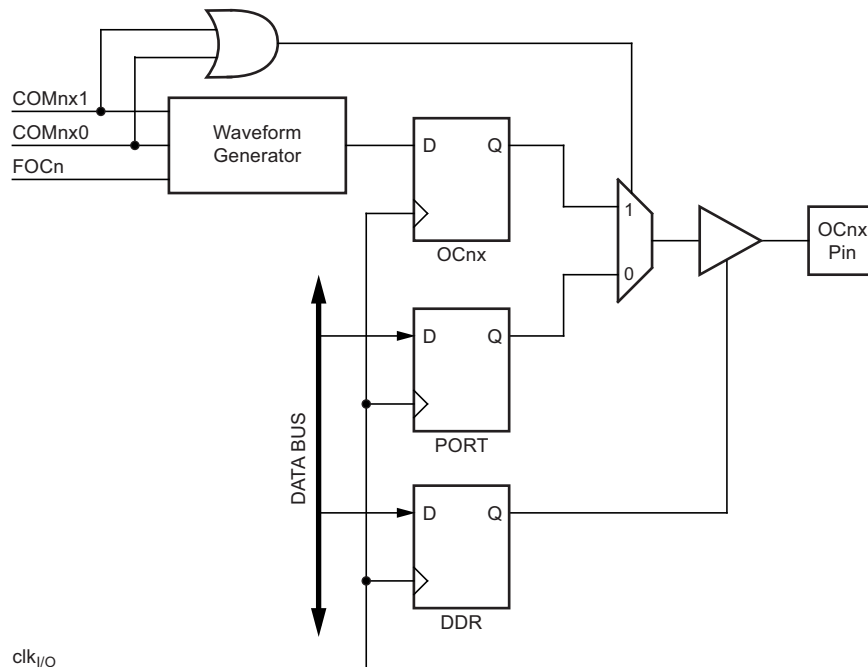 COMnx1
COMnx0
FOCn
Waveform
Generator
D Q
OCnx
1
0
OCnx
Pin
D Q
PORT
DATA BUS
D Q
DDR
clkI/O